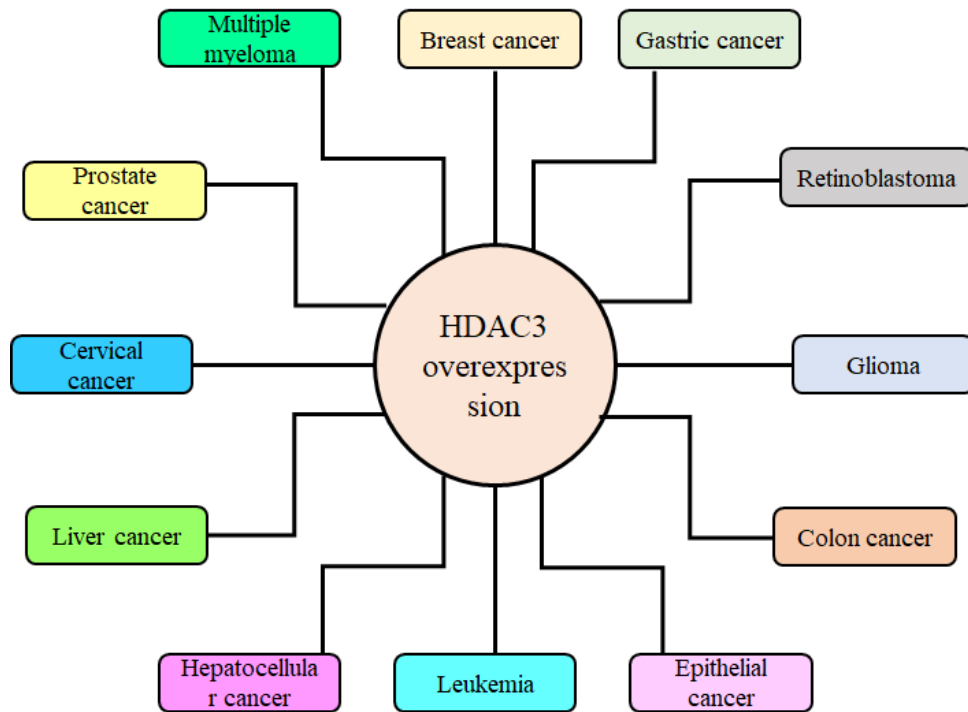 Multiple
myeloma
Breast cancer
Gastric cancer
Prostate
cancer
Retinoblastoma
HDAC3
overexpres
sion
Cervical
cancer
Glioma
Liver cancer
Colon cancer
Hepatocellula
r cancer
Leukemia
Epithelial
cancer